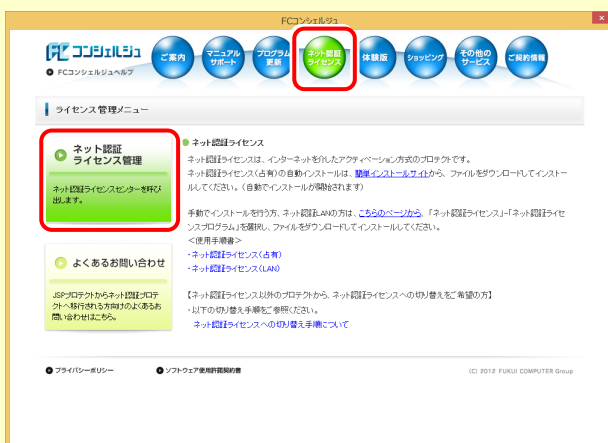 FCコンシェルジュ
×
FC コンシェルジュ
FCコンシェルジュヘルプ
ご案内
マニュアル
サポート
プログラム
更新
ネット認証
ライセンス
体験版
ショッピング
その他の
サービス
ご契約情報
ライセンス管理メニュー
ネット認証
ライセンス管理
ネット認証ライセンスセンターを呼び
出します。
よくあるお問い合わせ
JSPプロテクトからネット認証プロテ
クトへ移行される方向けのよくあるお
問い合わせはこちら。
ネット認証ライセンス
ネット認証ライセンスは、インターネットを介したアクティベーション方式のプロテクトです。
ネット認証ライセンス(占有)の自動インストールは、簡単インストールサイトから、ファイルをダウンロードしてインストー
ルしてください。(自動でインストールが開始されます)
手動でインストールを行う方、ネット認証LANの方は、こちらのページから、「ネット認証ライセンス」-「ネット認証ライセ
ンスプログラム」を選択し、ファイルをダウンロードしてインストールしてください。
<使用手順書>
・ネット認証ライセンス(占有)
・ネット認証ライセンス(LAN)
【ネット認証ライセンス以外のプロテクトから、ネット認証ライセンスへの切り替えをご希望の方】
・以下の切り替え手順をご参照ください。
ネット認証ライセンスへの切り替え手順について
プライバシーポリシー
ソフトウェア使用許諾契約書
(C) 2012 FUKUI COMPUTER Group